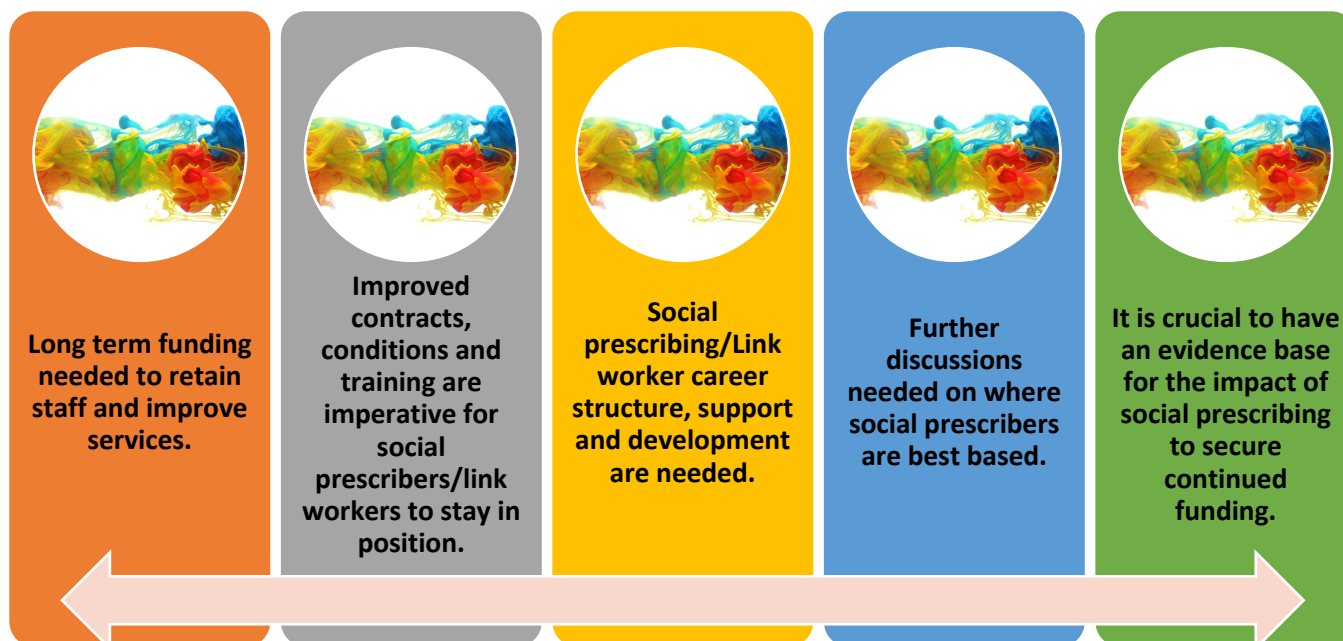 Long term funding
needed to retain
staff and improve
services.
Improved
contracts,
conditions and
training are
imperative for
social
prescribers/link
workers to stay in
position.
Social
prescribing/Link
worker career
structure, support
and development
are needed.
Further
discussions
needed on where
social prescribers
are best based.
It is crucial to have
an evidence base
for the impact of
social prescribing
to secure
continued
funding.